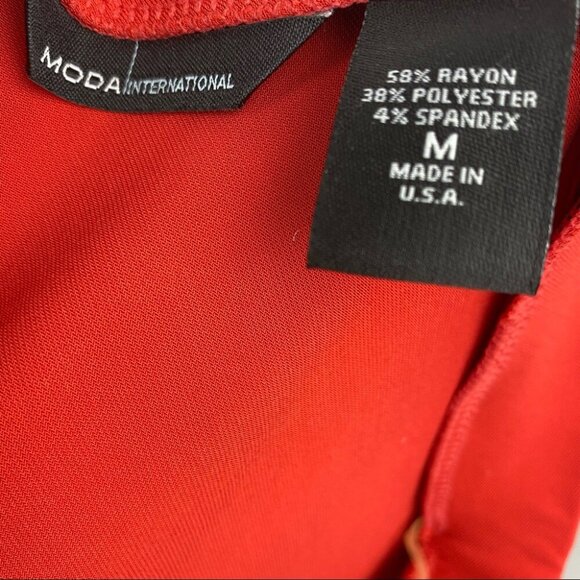 MODA INTERNATIONAL
58% RAYON
38% POLYESTER
4% SPANDEX
M
MADE IN
U.S.A.